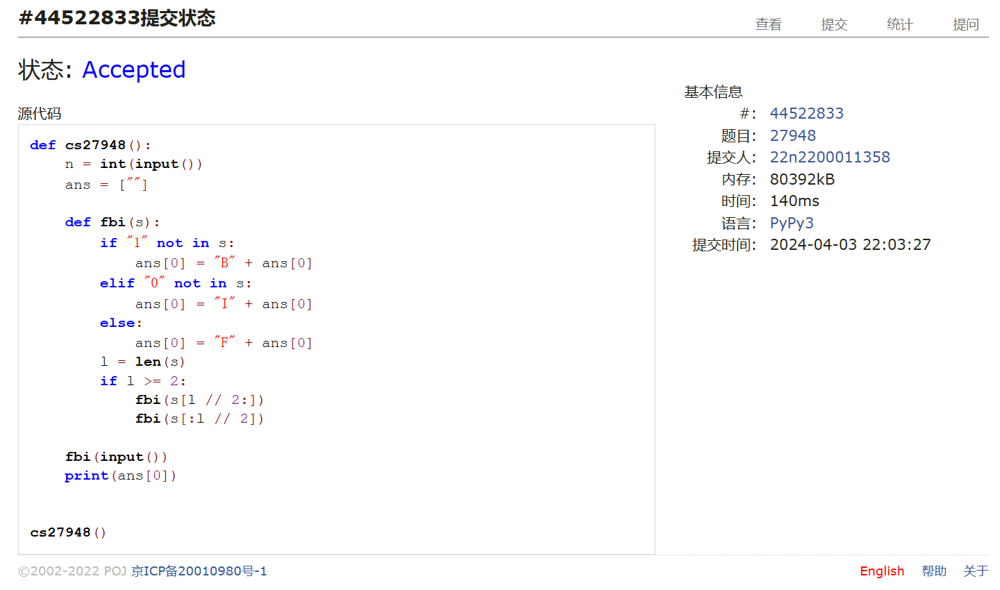 #44522833提交状态
查看 提交 统计 提问
状态: Accepted
源代码
def cs27948():
    n = int(input())
    ans = [""]

    def fbi(s):
        if "1" not in s:
            ans[0] = "B" + ans[0]
        elif "0" not in s:
            ans[0] = "I" + ans[0]
        else:
            ans[0] = "F" + ans[0]
        l = len(s)
        if l >= 2:
            fbi(s[l // 2:])
            fbi(s[:l // 2])

    fbi(input())
    print(ans[0])


cs27948()
基本信息
#: 44522833
题目: 27948
提交人: 22n2200011358
内存: 80392kB
时间: 140ms
语言: PyPy3
提交时间: 2024-04-03 22:03:27
©2002-2022 POJ 京ICP备20010980号-1
English 帮助 关于